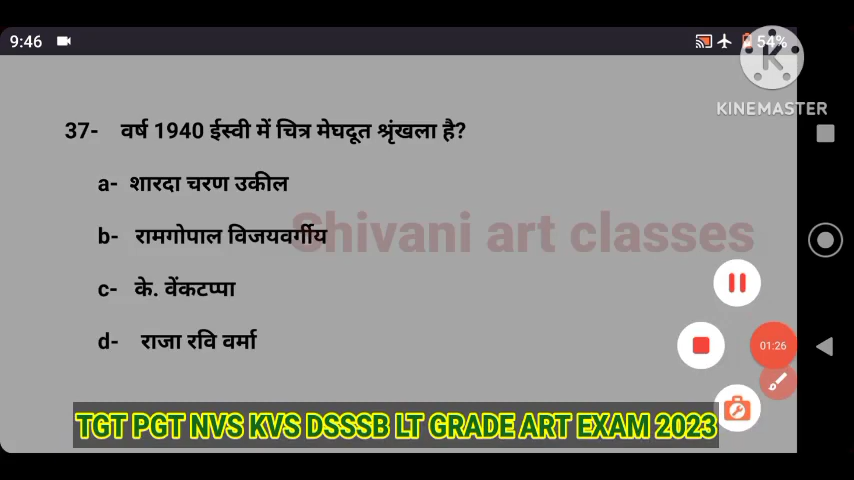 9:46
54%
KINEMASTER
37- वर्ष 1940 ईस्वी में चित्र मेघदूत श्रृंखला है?
a- शारदा चरण उकील
Shivani art classes
b- रामगोपाल विजयवर्गीय
c- के. वेंकटप्पा
d- राजा रवि वर्मा
01:26
TGT PGT NVS KVS DSSSB LT GRADE ART EXAM 2023